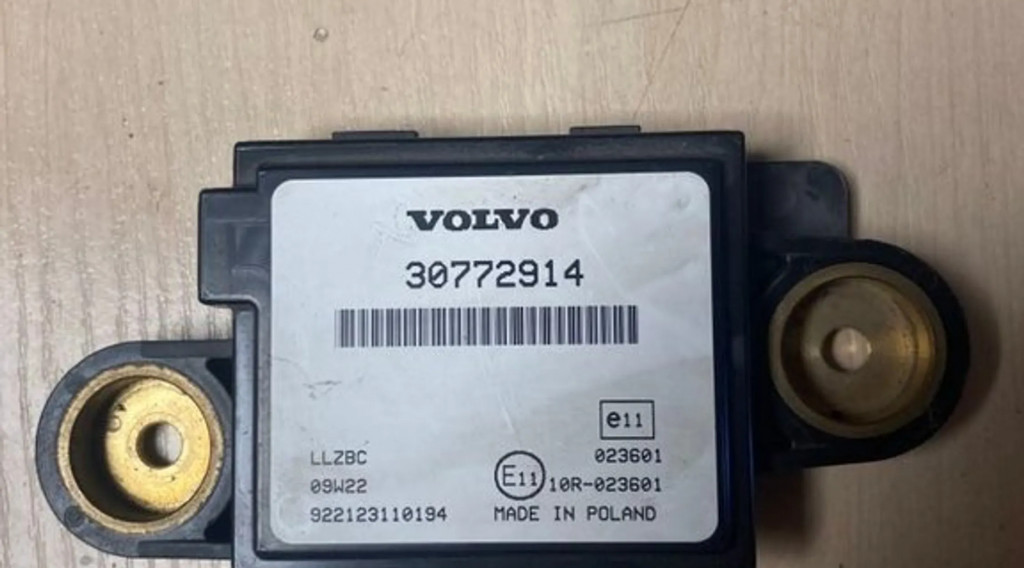 VOLVO
30772914
e11
LLZBC 023601
09W22 E11 10R-023601
922123110194 MADE IN POLAND